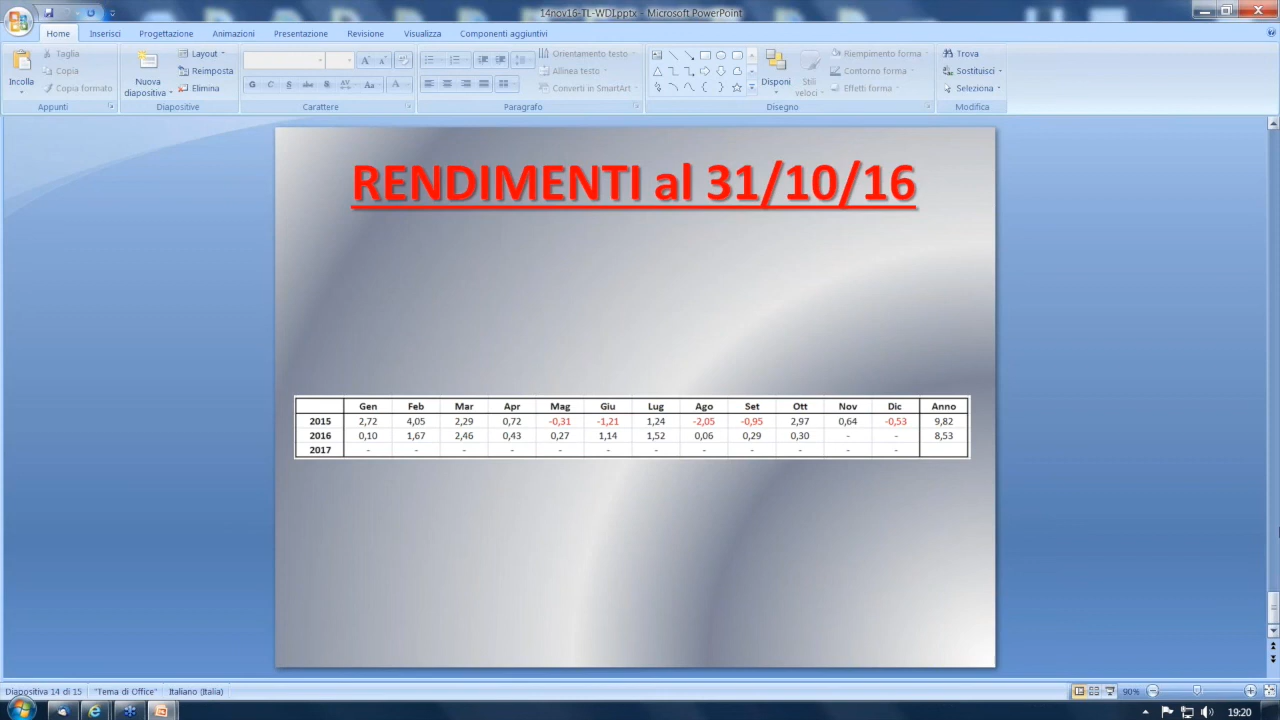 14nov16-TL-WDI.pptx - Microsoft PowerPoint
Home Inserisci Progettazione Animazioni Presentazione Revisione Visualizza Componenti aggiuntivi
Incolla
Taglia
Copia
Copia formato
Appunti
Nuova
diapositiva
Layout
Reimposta
Elimina
Diapositive
G C S abc S AV Aa A
Carattere
Orientamento testo
Allinea testo
Converti in SmartArt
Paragrafo
Disponi
Stili
veloci
Riempimento forma
Contorno forma
Effetti forma
Disegno
Trova
Sostituisci
Seleziona
Modifica
RENDIMENTI al 31/10/16
Gen Feb Mar Apr Mag Giu Lug Ago Set Ott Nov Dic Anno
2015 2,72 4,05 2,29 0,72 -0,31 -1,21 1,24 -2,05 -0,95 2,97 0,64 -0,53 9,82
2016 0,10 1,67 2,46 0,43 0,27 1,14 1,52 0,06 0,29 0,30 - - 8,53
2017 - - - - - - - - - - - -
Diapositiva 14 di 15 "Tema di Office" Italiano (Italia) 90%
19:20